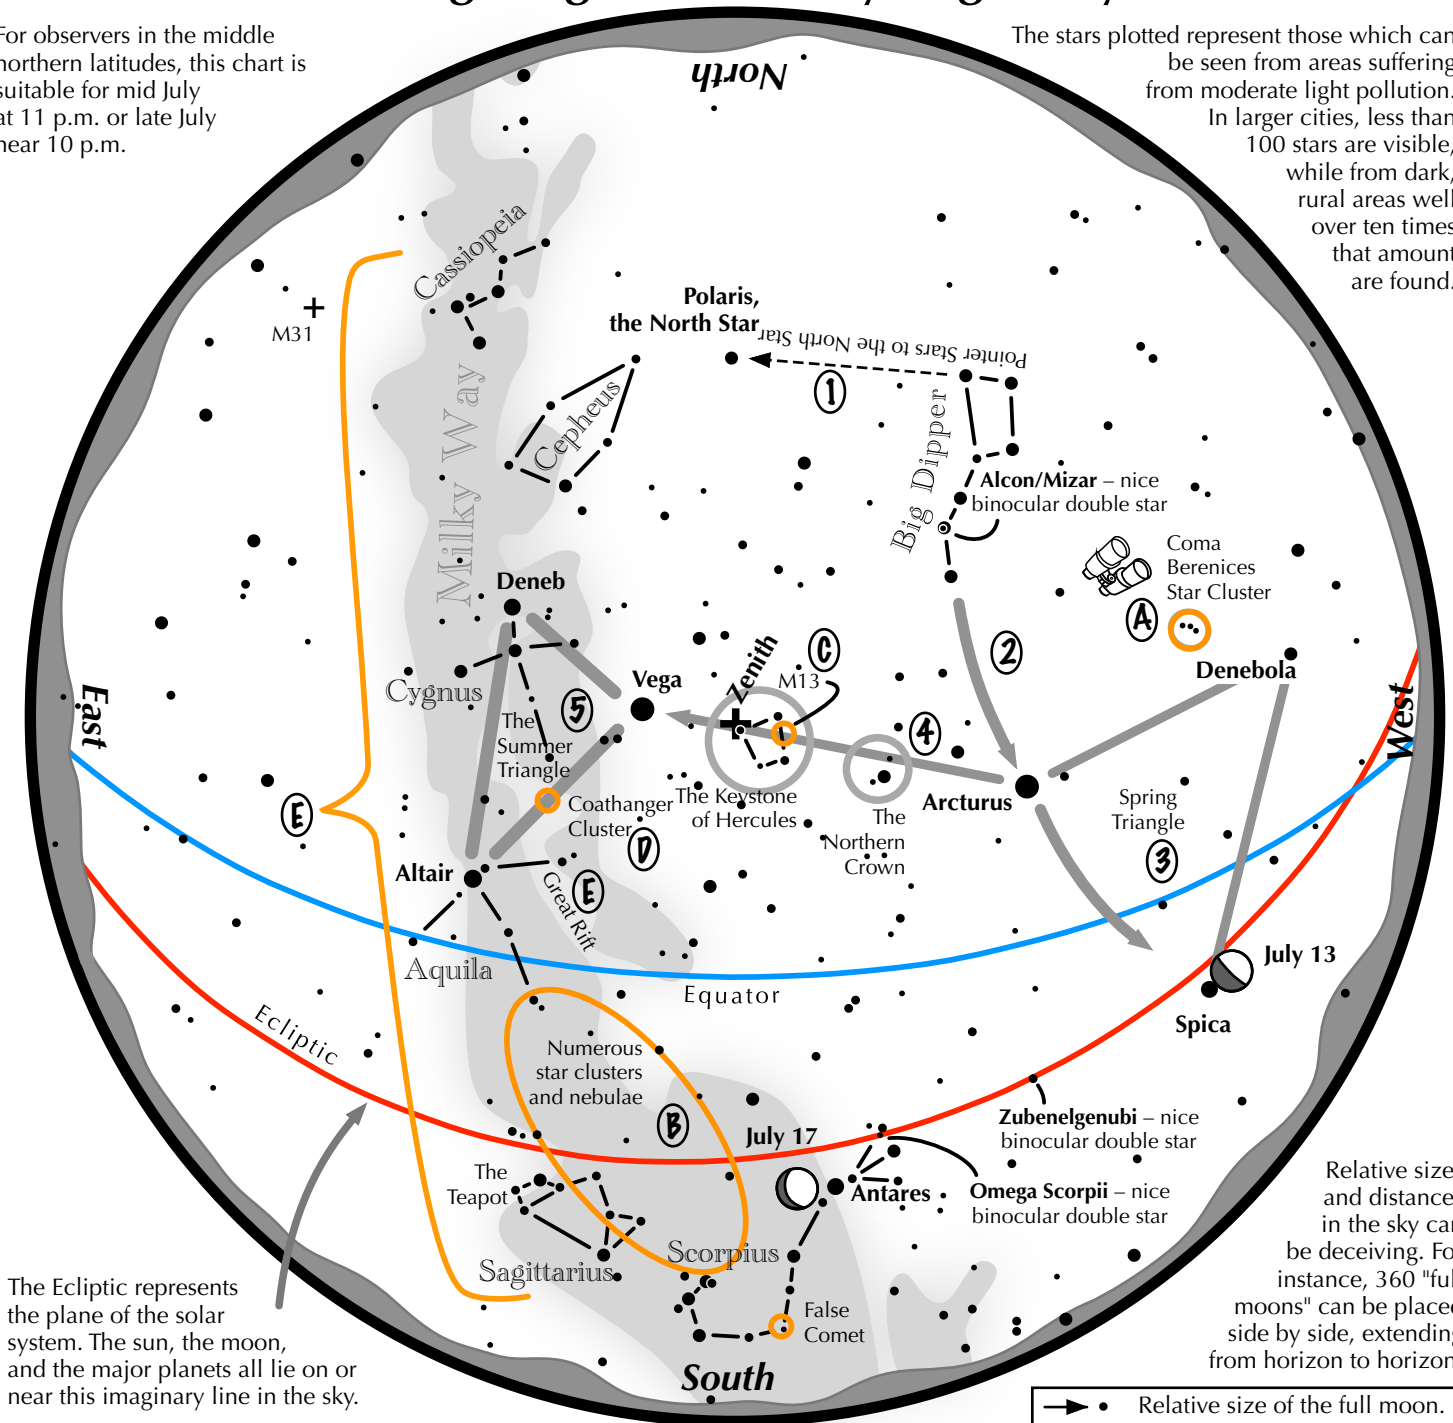 For observers in the middle
northern latitudes, this chart is
suitable for mid July
at 11 p.m. or late July
near 10 p.m.
The stars plotted represent those which can
be seen from areas suffering
from moderate light pollution.
In larger cities, less than
100 stars are visible,
while from dark,
rural areas well
over ten times
that amount
are found.
North
Cassiopeia
M31
Polaris,
the North Star
Pointer Stars to the North Star
1
Cepheus
Milky Way
Big Dipper
Alcon/Mizar – nice
binocular double star
Coma
Berenices
Star Cluster
A
Deneb
2
Denebola
Cygnus
Vega
Zenith
C
M13
5
4
East
West
The
Summer
Triangle
Coathanger
Cluster
D
The Keystone
of Hercules
The
Northern
Crown
Arcturus
Spring
Triangle
3
E
Altair
E
Great Rift
Aquila
Equator
July 13
Spica
Ecliptic
Numerous
star clusters
and nebulae
B
July 17
Zubenelgenubi – nice
binocular double star
The
Teapot
Antares
Omega Scorpii – nice
binocular double star
Sagittarius
Scorpius
False
Comet
South
The Ecliptic represents
the plane of the solar
system. The sun, the moon,
and the major planets all lie on or
near this imaginary line in the sky.
Relative size
and distance
in the sky can
be deceiving. For
instance, 360 "full
moons" can be placed
side by side, extending
from horizon to horizon.
Relative size of the full moon.